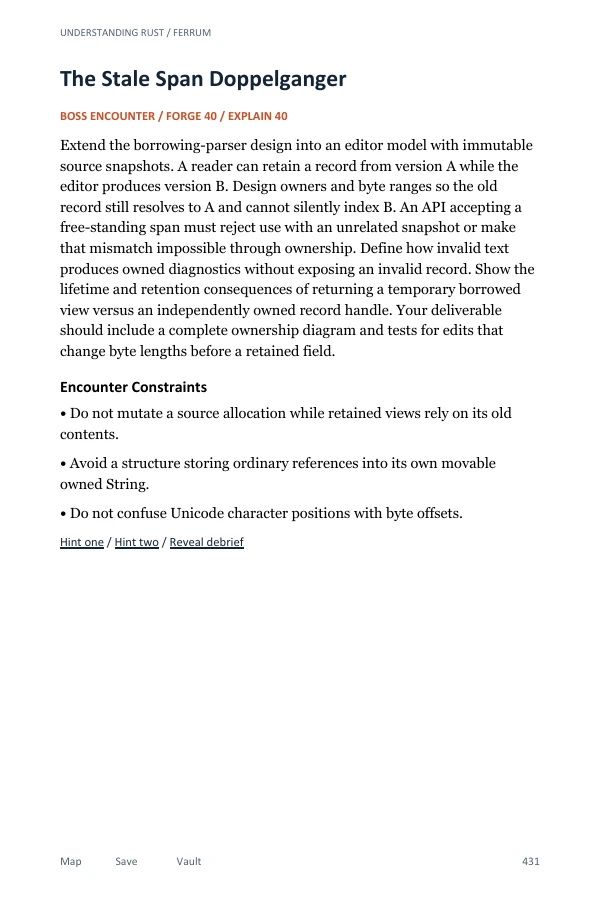 UNDERSTANDING RUST / FERRUM
The Stale Span Doppelganger
BOSS ENCOUNTER / FORGE 40 / EXPLAIN 40
Extend the borrowing-parser design into an editor model with immutable
source snapshots. A reader can retain a record from version A while the
editor produces version B. Design owners and byte ranges so the old
record still resolves to A and cannot silently index B. An API accepting a
free-standing span must reject use with an unrelated snapshot or make
that mismatch impossible through ownership. Define how invalid text
produces owned diagnostics without exposing an invalid record. Show the
lifetime and retention consequences of returning a temporary borrowed
view versus an independently owned record handle. Your deliverable
should include a complete ownership diagram and tests for edits that
change byte lengths before a retained field.
Encounter Constraints
• Do not mutate a source allocation while retained views rely on its old
contents.
• Avoid a structure storing ordinary references into its own movable
owned String.
• Do not confuse Unicode character positions with byte offsets.
Hint one / Hint two / Reveal debrief
Map Save Vault 431